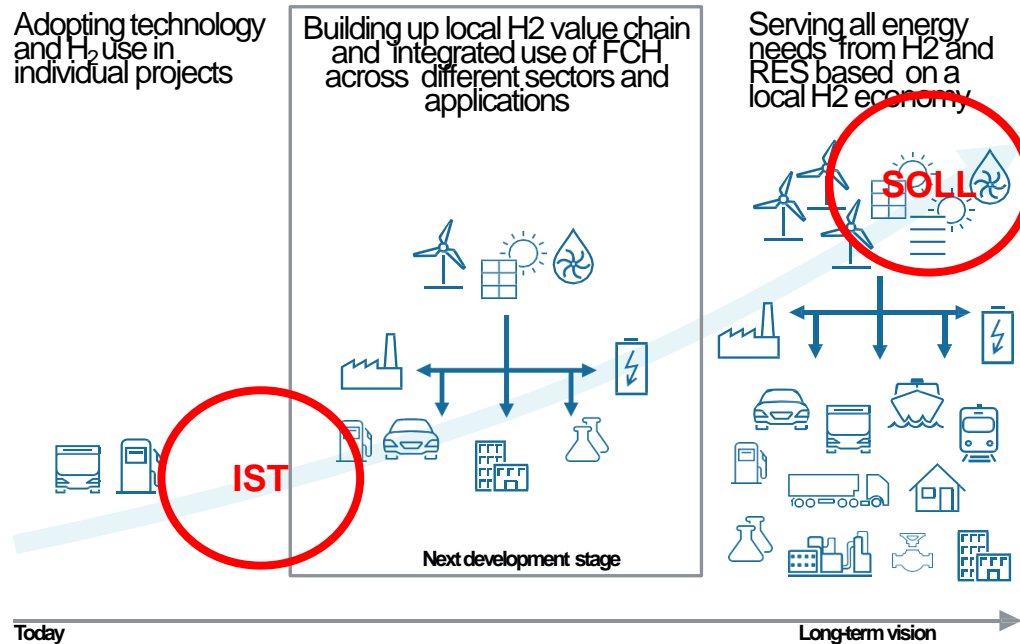 Adopting technology
and H₂ use in
individual projects
Building up local H2 value chain
and integrated use of FCH
across different sectors and
applications
Serving all energy
needs from H2 and
RES based on a
local H2 economy
SOLL
IST
Next development stage
Today
Long-term vision